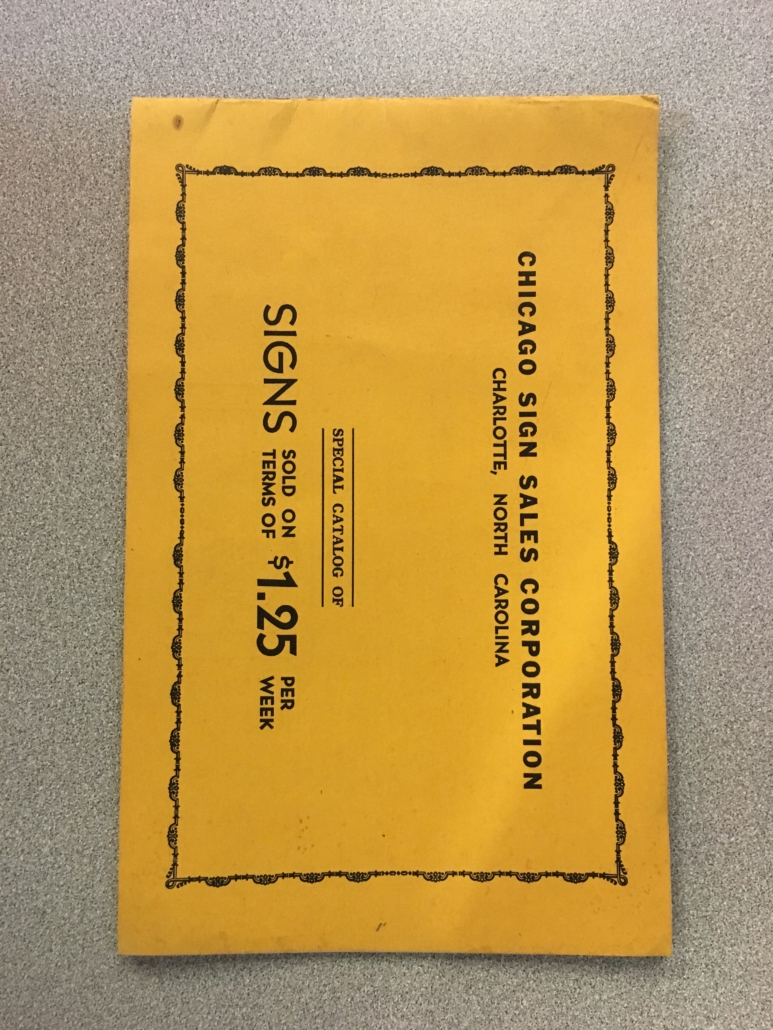 CHICAGO SIGN SALES CORPORATION
CHARLOTTE, NORTH CAROLINA
SPECIAL CATALOG OF
SIGNS SOLD ON TERMS OF $1.25 PER WEEK